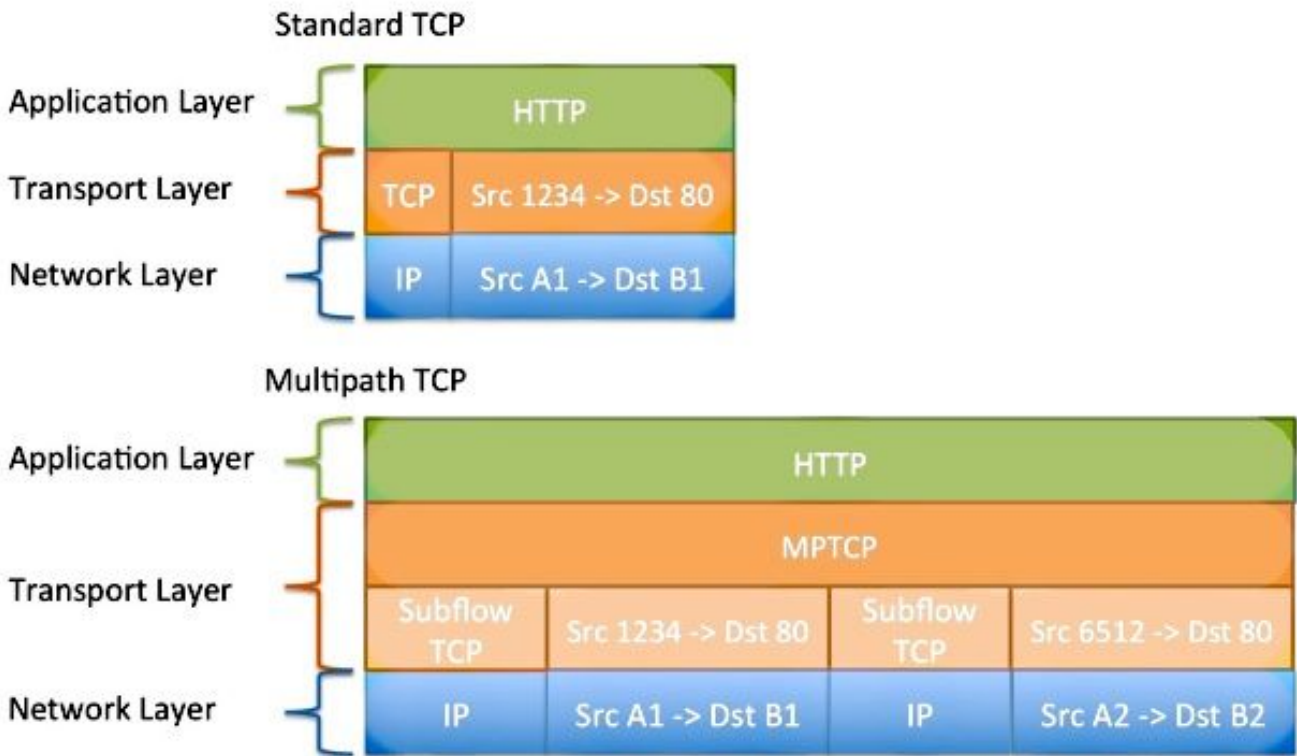 Standard TCP
Application Layer
HTTP
Transport Layer
TCP
Src 1234 -> Dst 80
Network Layer
IP
Src A1 -> Dst B1
Multipath TCP
Application Layer
HTTP
Transport Layer
MPTCP
Subflow
TCP
Src 1234 -> Dst 80
Subflow
TCP
Src 6512 -> Dst 80
Network Layer
IP
Src A1 -> Dst B1
IP
Src A2 -> Dst B2